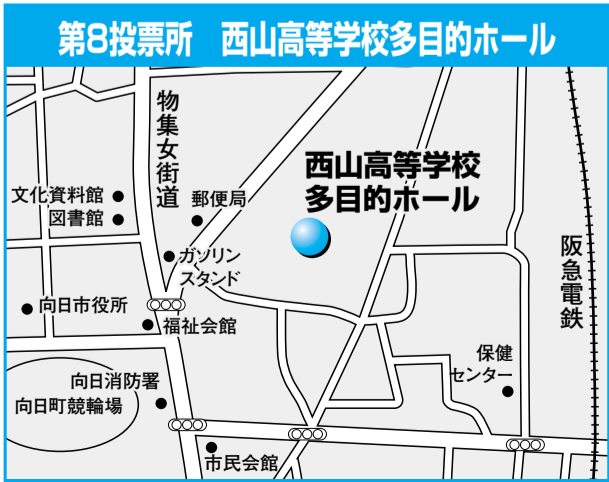 第8投票所　西山高等学校多目的ホール
物集女街道
西山高等学校
多目的ホール
文化資料館
図書館
郵便局
ガソリン
スタンド
阪急電鉄
向日市役所
福祉会館
保健
センター
向日消防署
向日町競輪場
市民会館